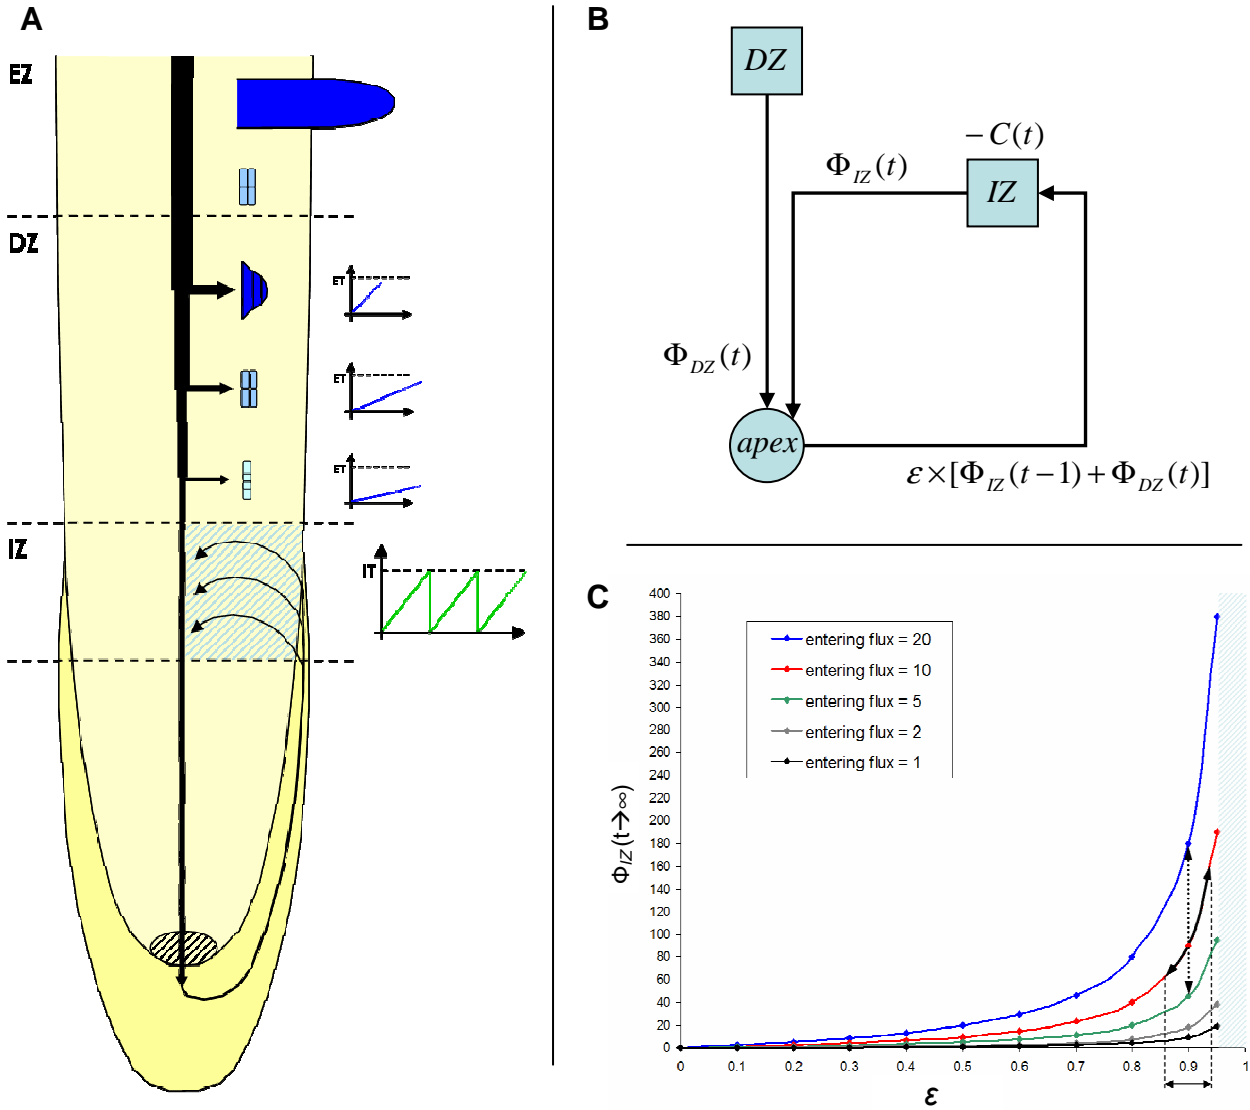 A
EZ
DZ
ET
ET
ET
IZ
IT
B
DZ
− C(t)
Φ_IZ(t)
IZ
Φ_DZ(t)
apex
ε×[Φ_IZ(t−1)+Φ_DZ(t)]
C
400
380
360
340
320
300
280
260
240
220
200
180
160
140
120
100
80
60
40
20
0
entering flux = 20
entering flux = 10
entering flux = 5
entering flux = 2
entering flux = 1
Φ_IZ(t→∞)
0 0.1 0.2 0.3 0.4 0.5 0.6 0.7 0.8 0.9 1
ε